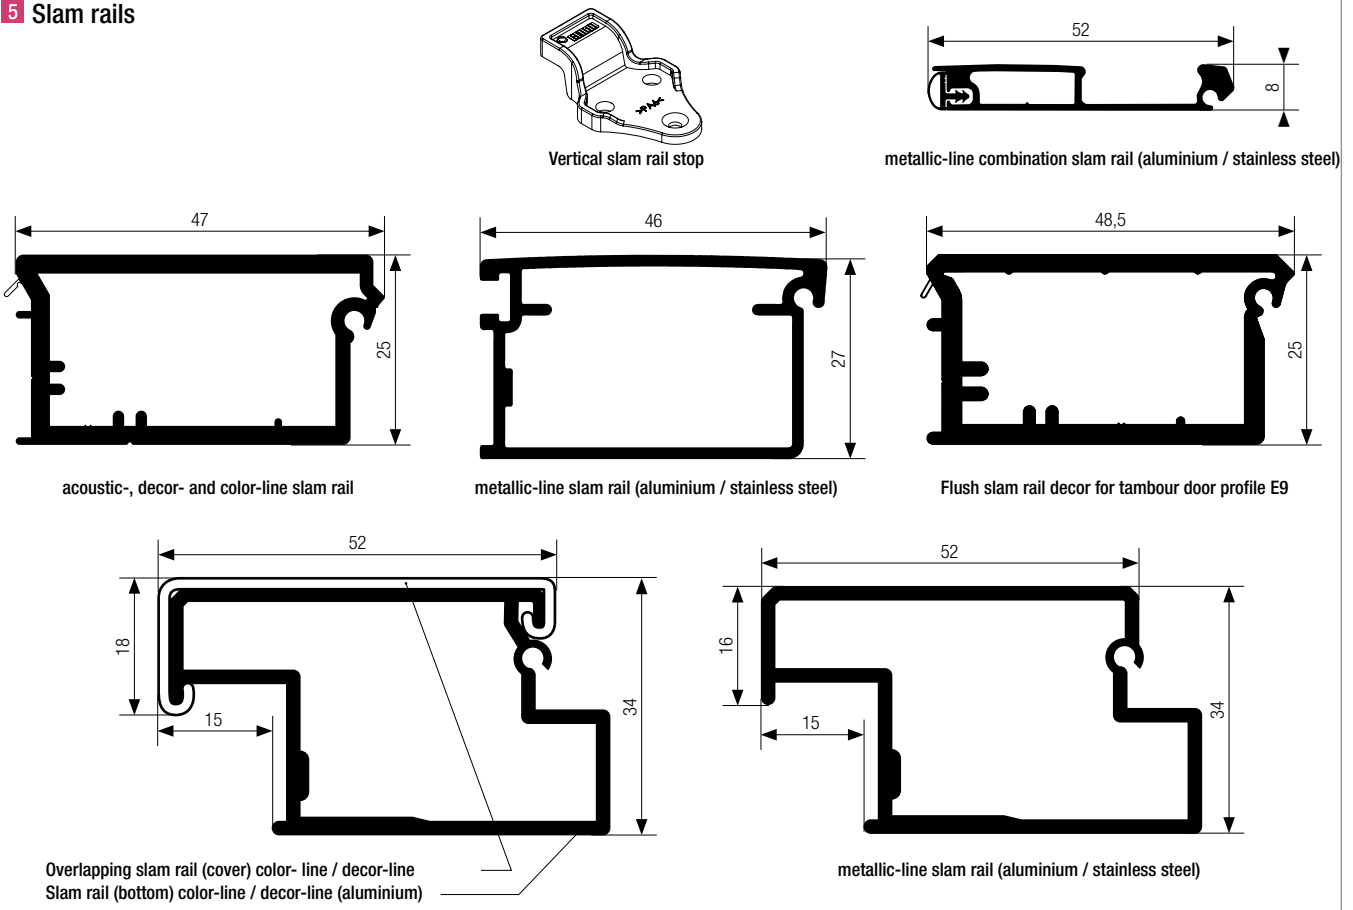 5 Slam rails
52
8
>PA6<
Vertical slam rail stop
metallic-line combination slam rail (aluminium / stainless steel)
47
46
48,5
25
27
25
acoustic-, decor- and color-line slam rail
metallic-line slam rail (aluminium / stainless steel)
Flush slam rail decor for tambour door profile E9
52
52
18
16
15
15
34
34
Overlapping slam rail (cover) color- line / decor-line
Slam rail (bottom) color-line / decor-line (aluminium)
metallic-line slam rail (aluminium / stainless steel)